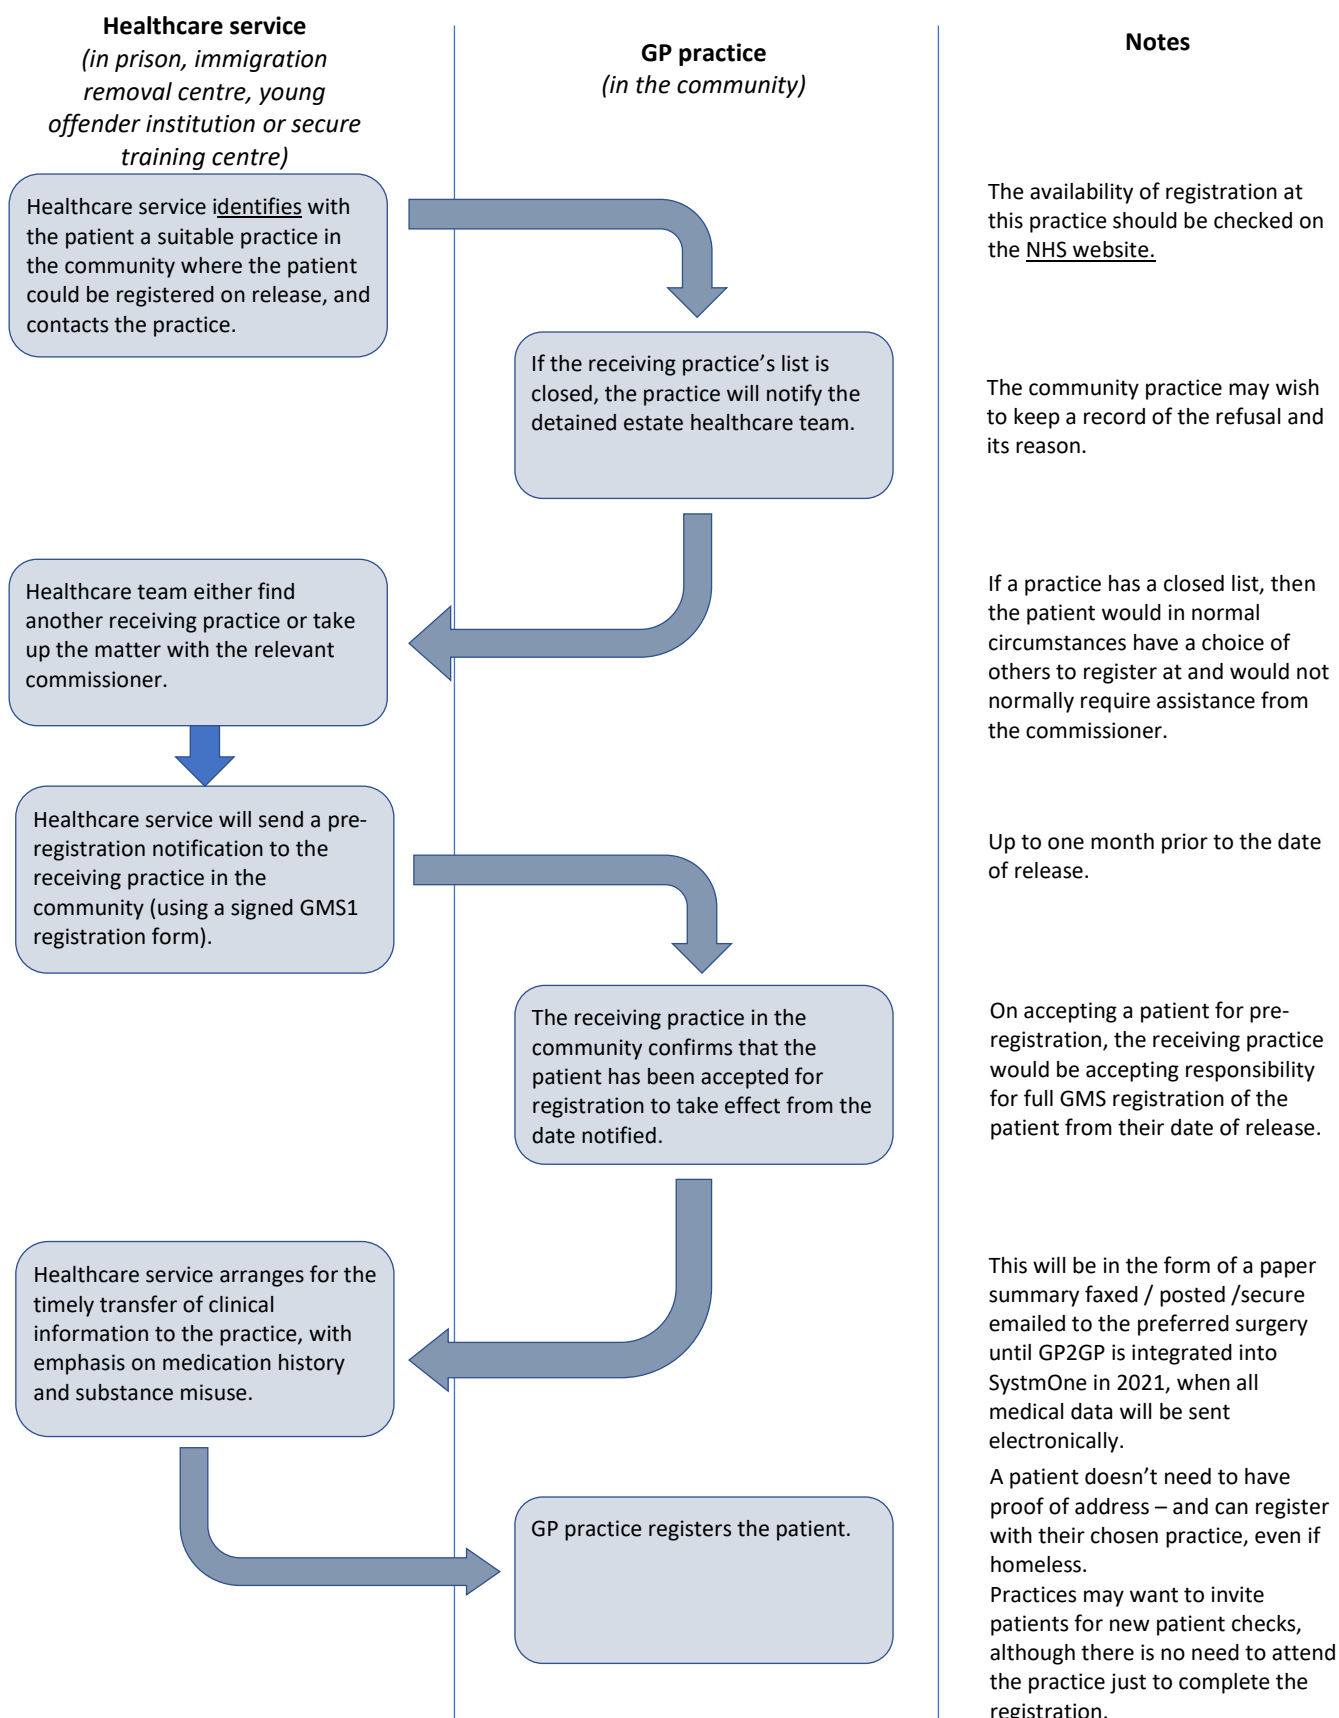 Healthcare service
(in prison, immigration
removal centre, young
offender institution or secure
training centre)
GP practice
(in the community)
Notes
Healthcare service identifies with
the patient a suitable practice in
the community where the patient
could be registered on release, and
contacts the practice.
The availability of registration at
this practice should be checked on
the NHS website.
If the receiving practice’s list is
closed, the practice will notify the
detained estate healthcare team.
The community practice may wish
to keep a record of the refusal and
its reason.
Healthcare team either find
another receiving practice or take
up the matter with the relevant
commissioner.
If a practice has a closed list, then
the patient would in normal
circumstances have a choice of
others to register at and would not
normally require assistance from
the commissioner.
Healthcare service will send a pre-
registration notification to the
receiving practice in the
community (using a signed GMS1
registration form).
Up to one month prior to the date
of release.
The receiving practice in the
community confirms that the
patient has been accepted for
registration to take effect from the
date notified.
On accepting a patient for pre-
registration, the receiving practice
would be accepting responsibility
for full GMS registration of the
patient from their date of release.
Healthcare service arranges for the
timely transfer of clinical
information to the practice, with
emphasis on medication history
and substance misuse.
This will be in the form of a paper
summary faxed / posted /secure
emailed to the preferred surgery
until GP2GP is integrated into
SystmOne in 2021, when all
medical data will be sent
electronically.
GP practice registers the patient.
A patient doesn’t need to have
proof of address – and can register
with their chosen practice, even if
homeless.
Practices may want to invite
patients for new patient checks,
although there is no need to attend
the practice just to complete the
registration.